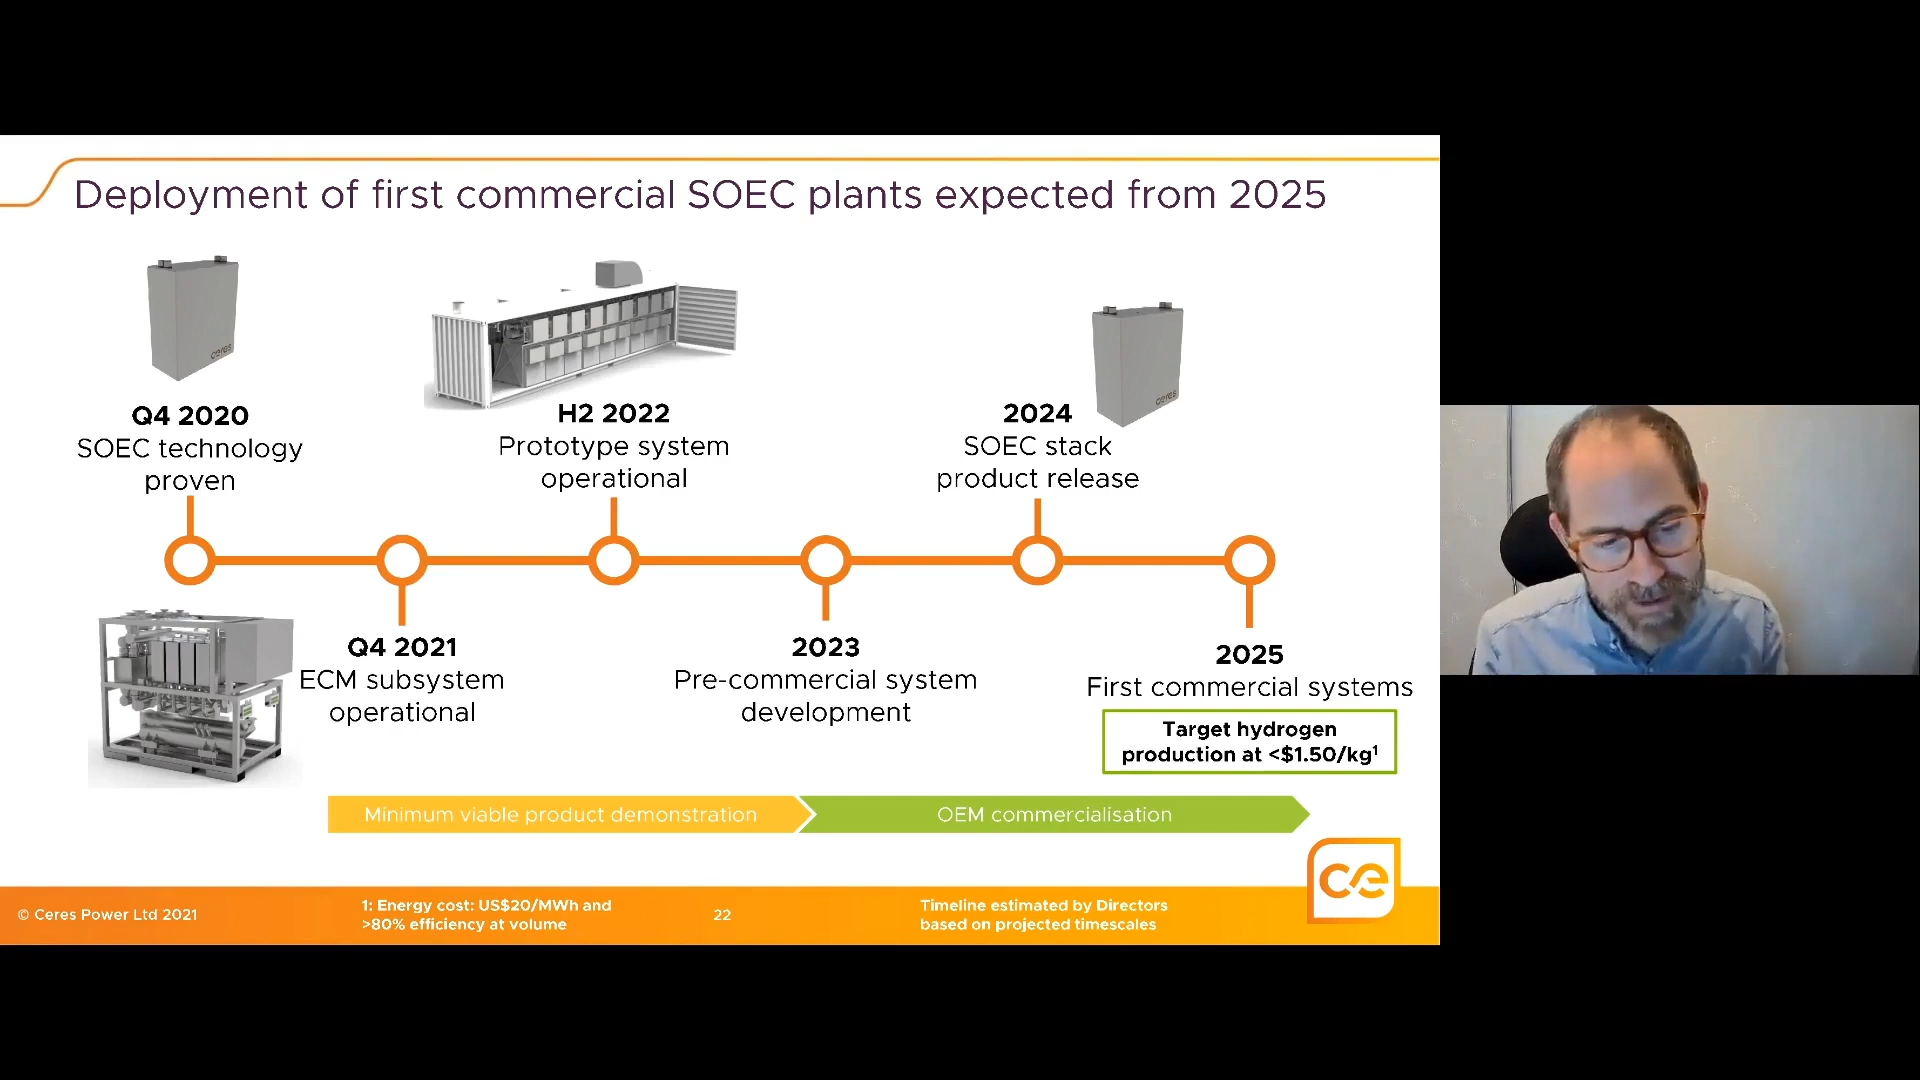 Deployment of first commercial SOEC plants expected from 2025
ceres
Q4 2020
SOEC technology
proven
H2 2022
Prototype system
operational
ceres
2024
SOEC stack
product release
Q4 2021
ECM subsystem
operational
2023
Pre-commercial system
development
2025
First commercial systems
Target hydrogen
production at <$1.50/kg¹
Minimum viable product demonstration
OEM commercialisation
ce
© Ceres Power Ltd 2021
1: Energy cost: US$20/MWh and
>80% efficiency at volume
22
Timeline estimated by Directors
based on projected timescales